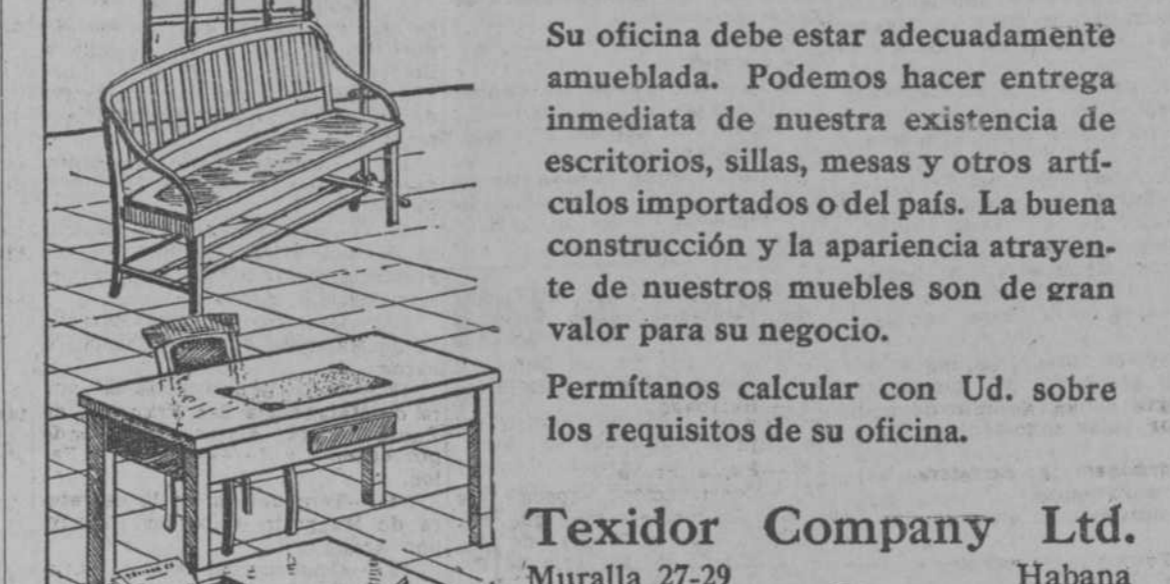 Su oficina debe estar adecuadamente
amueblada. Podemos hacer entrega
inmediata de nuestra existencia de
escritorios, sillas, mesas y otros artí-
culos importados o del país. La buena
construcción y la apariencia atrayen-
te de nuestros muebles son de gran
valor para su negocio.
Permítanos calcular con Ud. sobre
los requisitos de su oficina.
Texidor Company Ltd.
Muralla 27-29 Habana